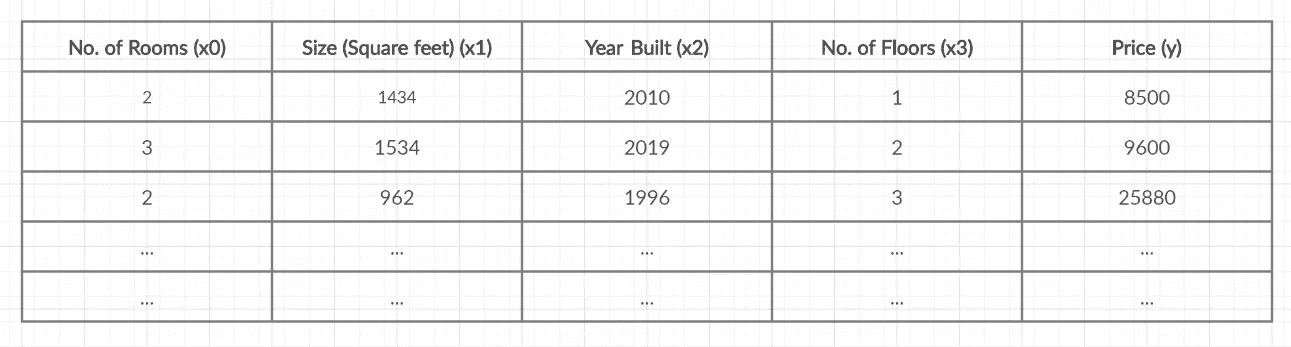 No. of Rooms (x0) Size (Square feet) (x1) Year Built (x2) No. of Floors (x3) Price (y)
2 1434 2010 1 8500
3 1534 2019 2 9600
2 962 1996 3 25880
... ... ... ... ...
... ... ... ... ...